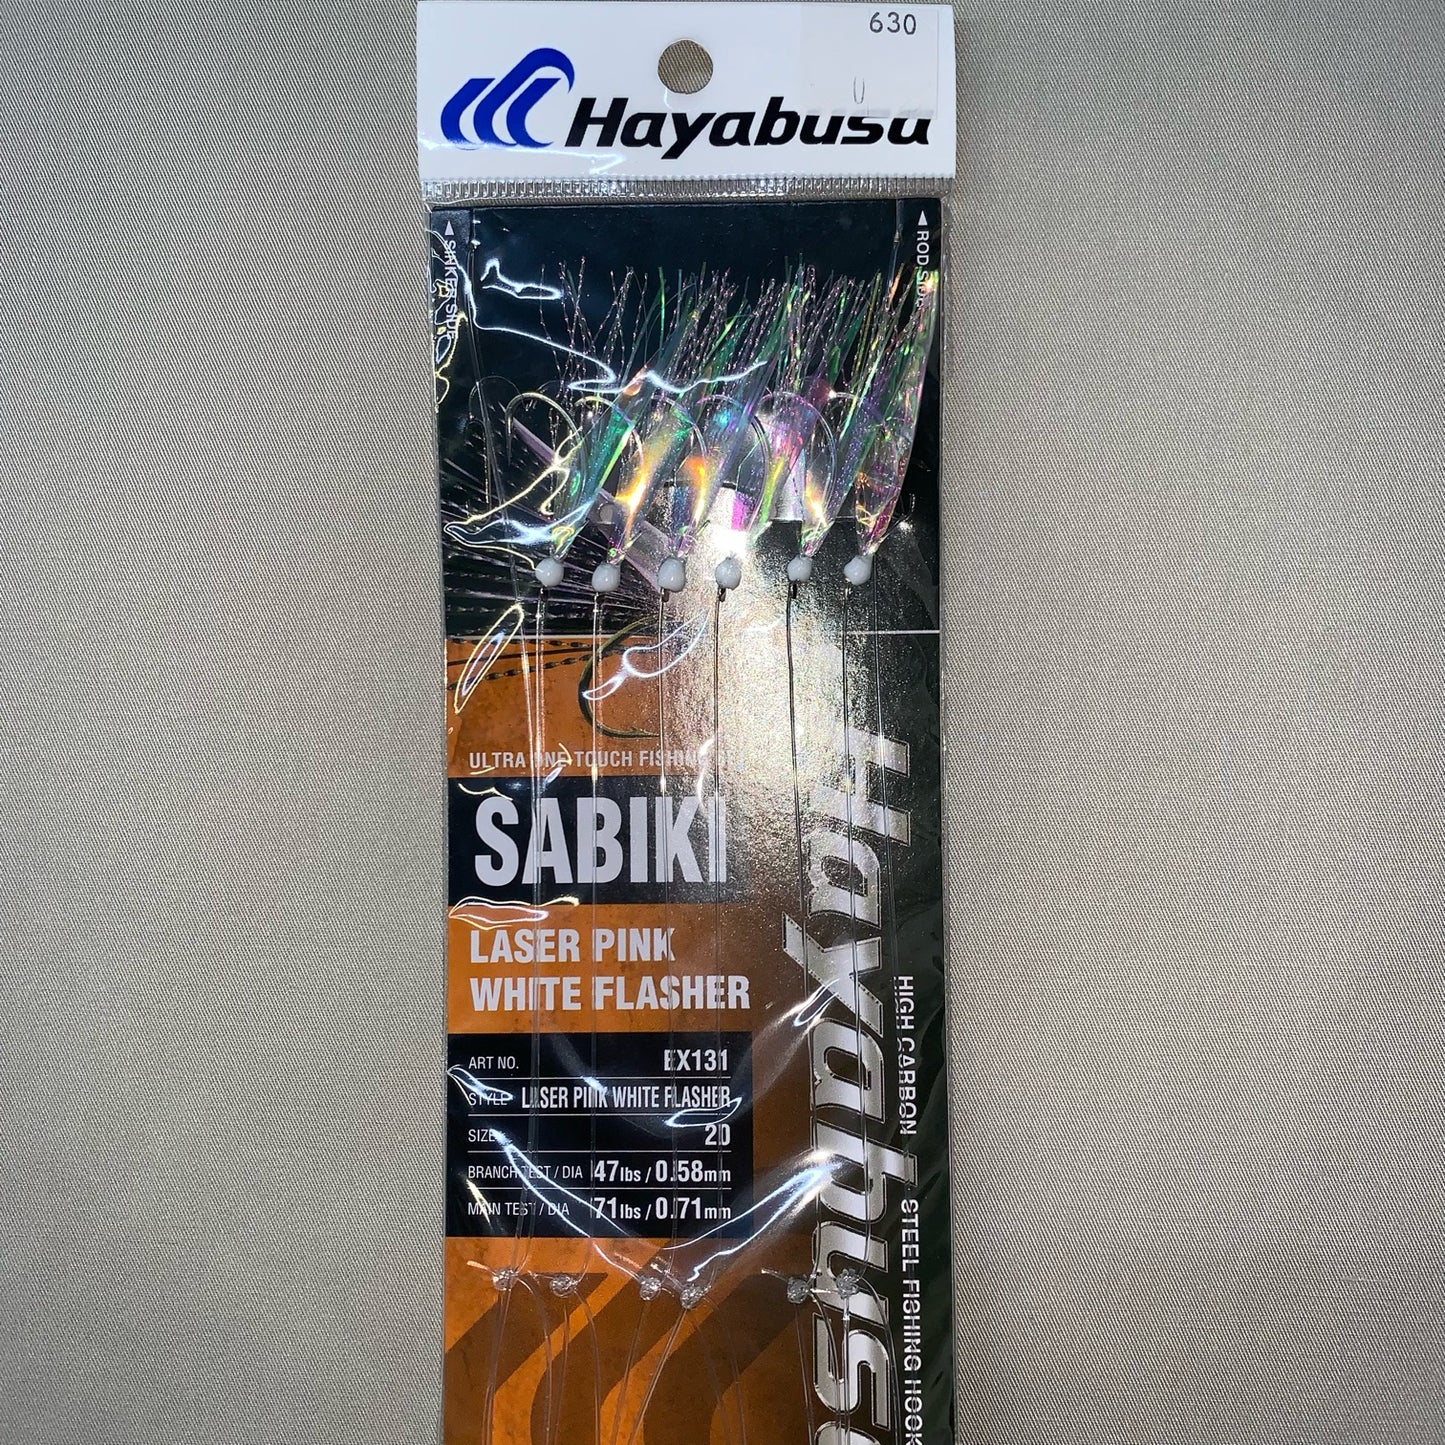 630
U
Hayabusa
SINKER SIDE
ROD SIDE
ULTRA ONE TOUCH FISHING
SABIKI
LASER PINK
WHITE FLASHER
ART NO. EX131
STYLE LASER PINK WHITE FLASHER
SIZE 20
BRANCH TEST / DIA 47lbs / 0.58mm
MAIN TEST / DIA 71lbs / 0.71mm
Hayabusa
HIGH CARBON STEEL FISHING HOOK